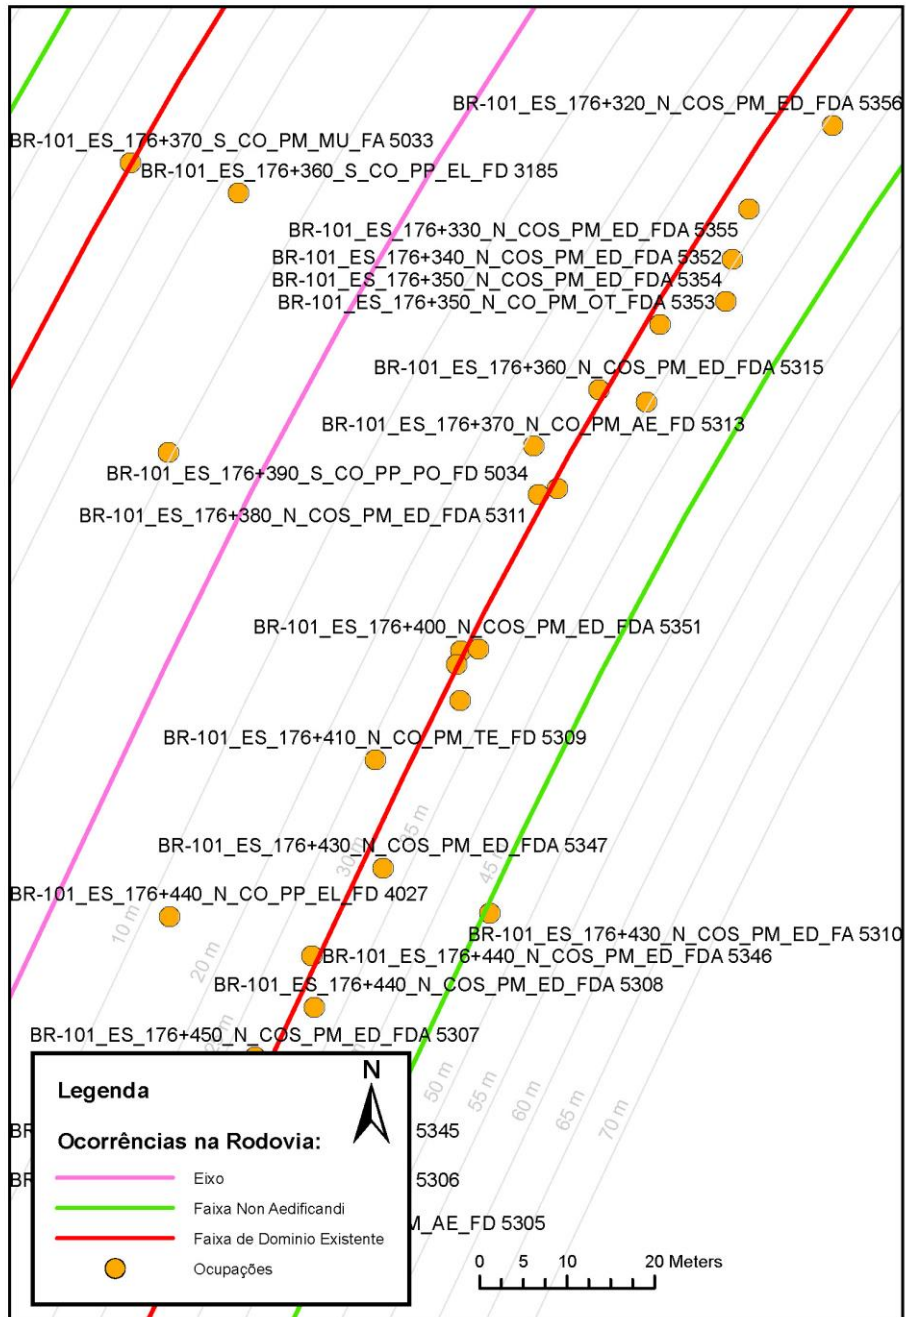 BR-101_ES_176+320_N_COS_PM_ED_FDA 5356
BR-101_ES_176+370_S_CO_PM_MU_FA 5033
BR-101_ES_176+360_S_CO_PP_EL_FD 3185
BR-101_ES_176+330_N_COS_PM_ED_FDA 5355
BR-101_ES_176+340_N_COS_PM_ED_FDA 5352
BR-101_ES_176+350_N_COS_PM_ED_FDA 5354
BR-101_ES_176+350_N_CO_PM_OT_FDA 5353
BR-101_ES_176+360_N_COS_PM_ED_FDA 5315
BR-101_ES_176+370_N_CO_PM_AE_FD 5313
BR-101_ES_176+390_S_CO_PP_PO_FD 5034
BR-101_ES_176+380_N_COS_PM_ED_FDA 5311
BR-101_ES_176+400_N_COS_PM_ED_FDA 5351
BR-101_ES_176+410_N_CO_PM_TE_FD 5309
35 m
30 m
BR-101_ES_176+430_N_COS_PM_ED_FDA 5347
45 m
BR-101_ES_176+440_N_CO_PP_EL_FD 4027
10 m
BR-101_ES_176+430_N_COS_PM_ED_FA 5310
BR-101_ES_176+440_N_COS_PM_ED_FDA 5346
20 m
BR-101_ES_176+440_N_COS_PM_ED_FDA 5308
BR-101_ES_176+450_N_COS_PM_ED_FDA 5307
50 m
55 m
60 m
65 m
70 m
N
Legenda
Ocorrências na Rodovia:
Eixo
Faixa Non Aedificandi
Faixa de Dominio Existente
Ocupações
5345
5306
M_AE_FD 5305
0 5 10 20 Meters